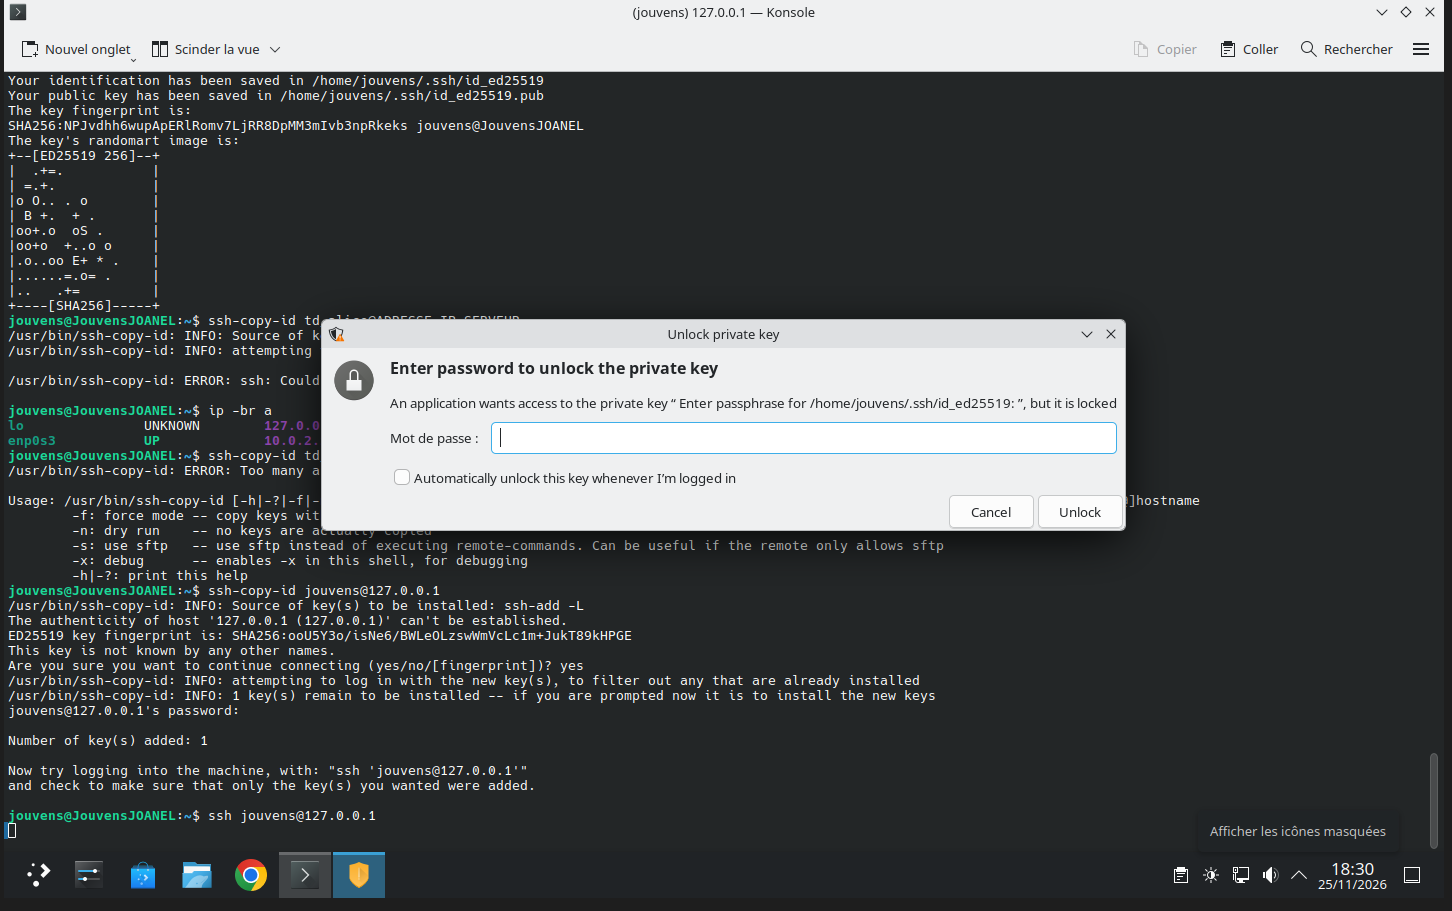 (jouvens) 127.0.0.1 — Konsole
Nouvel onglet Scinder la vue Copier Coller Rechercher
Your identification has been saved in /home/jouvens/.ssh/id_ed25519
Your public key has been saved in /home/jouvens/.ssh/id_ed25519.pub
The key fingerprint is:
SHA256:NPJvdhh6wupApERlRomv7LjRR8DpMM3mIvb3npRkeks jouvens@JouvensJOANEL
The key's randomart image is:
+--[ED25519 256]--+
|  .+=.           |
| =.+.            |
|o O.. . o        |
| B +.  + .       |
|oo+.o  oS .      |
|oo+o  +..o o     |
|.o..oo E+ * .    |
|......=.o= .     |
|..   .+=         |
+----[SHA256]-----+
jouvens@JouvensJOANEL:~$ ssh-copy-id td
/usr/bin/ssh-copy-id: INFO: Source of k
/usr/bin/ssh-copy-id: INFO: attempting
/usr/bin/ssh-copy-id: ERROR: ssh: Could
jouvens@JouvensJOANEL:~$ ip -br a
lo UNKNOWN 127.0.0
enp0s3 UP 10.0.2.
jouvens@JouvensJOANEL:~$ ssh-copy-id td
/usr/bin/ssh-copy-id: ERROR: Too many a
Usage: /usr/bin/ssh-copy-id [-h|-?|-f|- ]hostname
-f: force mode -- copy keys wit
-n: dry run -- no keys are actually copied
-s: use sftp -- use sftp instead of executing remote-commands. Can be useful if the remote only allows sftp
-x: debug -- enables -x in this shell, for debugging
-h|-?: print this help
jouvens@JouvensJOANEL:~$ ssh-copy-id jouvens@127.0.0.1
/usr/bin/ssh-copy-id: INFO: Source of key(s) to be installed: ssh-add -L
The authenticity of host '127.0.0.1 (127.0.0.1)' can't be established.
ED25519 key fingerprint is: SHA256:ooU5Y3o/isNe6/BWLeOLzswWmVcLc1m+JukT89kHPGE
This key is not known by any other names.
Are you sure you want to continue connecting (yes/no/[fingerprint])? yes
/usr/bin/ssh-copy-id: INFO: attempting to log in with the new key(s), to filter out any that are already installed
/usr/bin/ssh-copy-id: INFO: 1 key(s) remain to be installed -- if you are prompted now it is to install the new keys
jouvens@127.0.0.1's password:
Number of key(s) added: 1
Now try logging into the machine, with: "ssh 'jouvens@127.0.0.1'"
and check to make sure that only the key(s) you wanted were added.
jouvens@JouvensJOANEL:~$ ssh jouvens@127.0.0.1
Unlock private key
Enter password to unlock the private key
An application wants access to the private key “ Enter passphrase for /home/jouvens/.ssh/id_ed25519: ”, but it is locked
Mot de passe :
Automatically unlock this key whenever I’m logged in
Cancel Unlock
Afficher les icônes masquées
18:30
25/11/2026